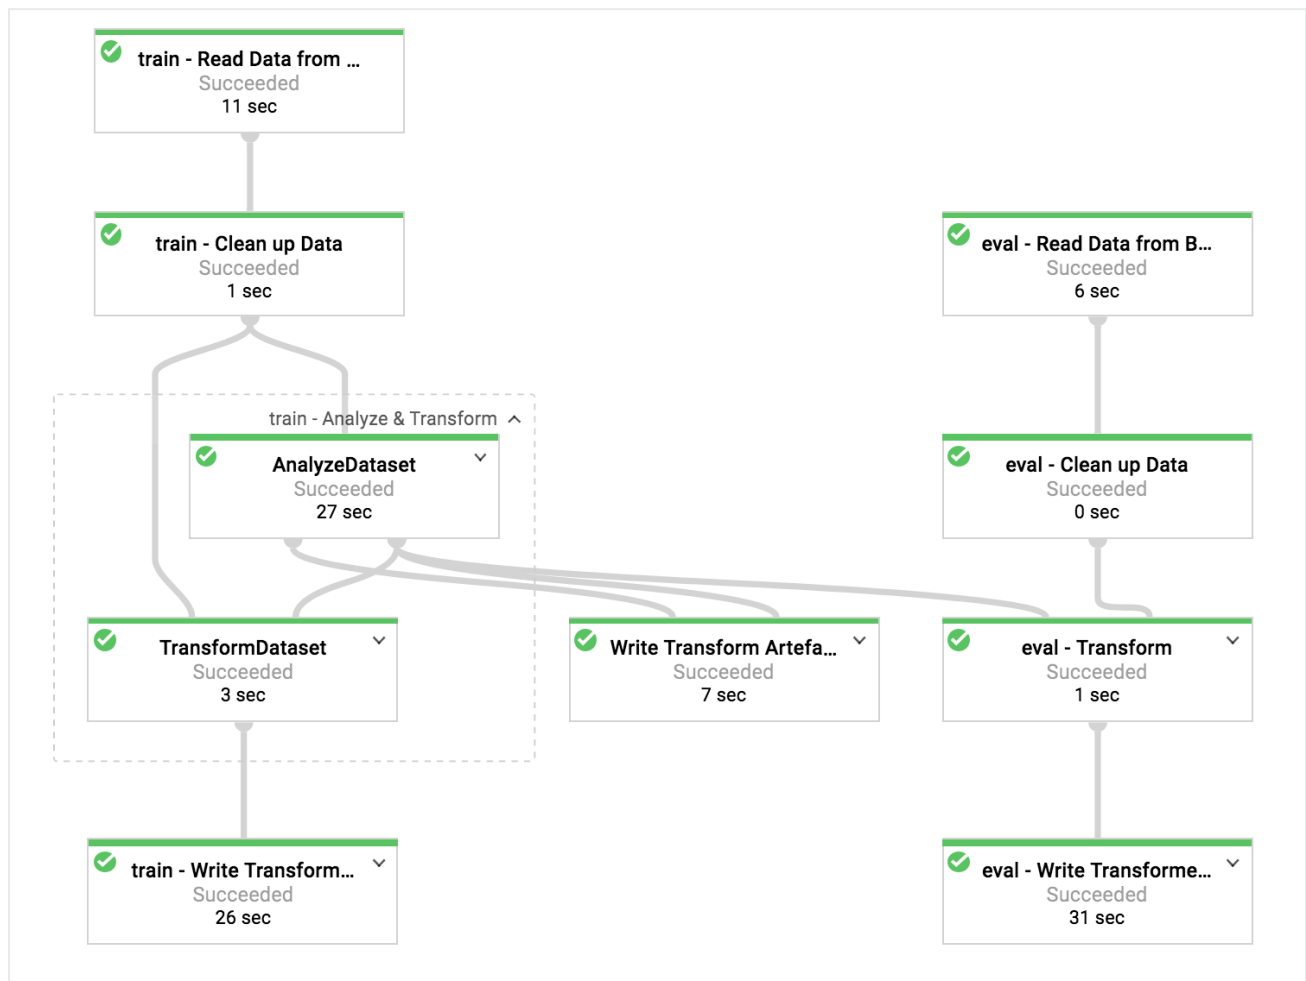 train - Read Data from ...
Succeeded
11 sec
train - Clean up Data
Succeeded
1 sec
eval - Read Data from B...
Succeeded
6 sec
train - Analyze & Transform
AnalyzeDataset
Succeeded
27 sec
eval - Clean up Data
Succeeded
0 sec
TransformDataset
Succeeded
3 sec
Write Transform Artefa...
Succeeded
7 sec
eval - Transform
Succeeded
1 sec
train - Write Transform...
Succeeded
26 sec
eval - Write Transforme...
Succeeded
31 sec